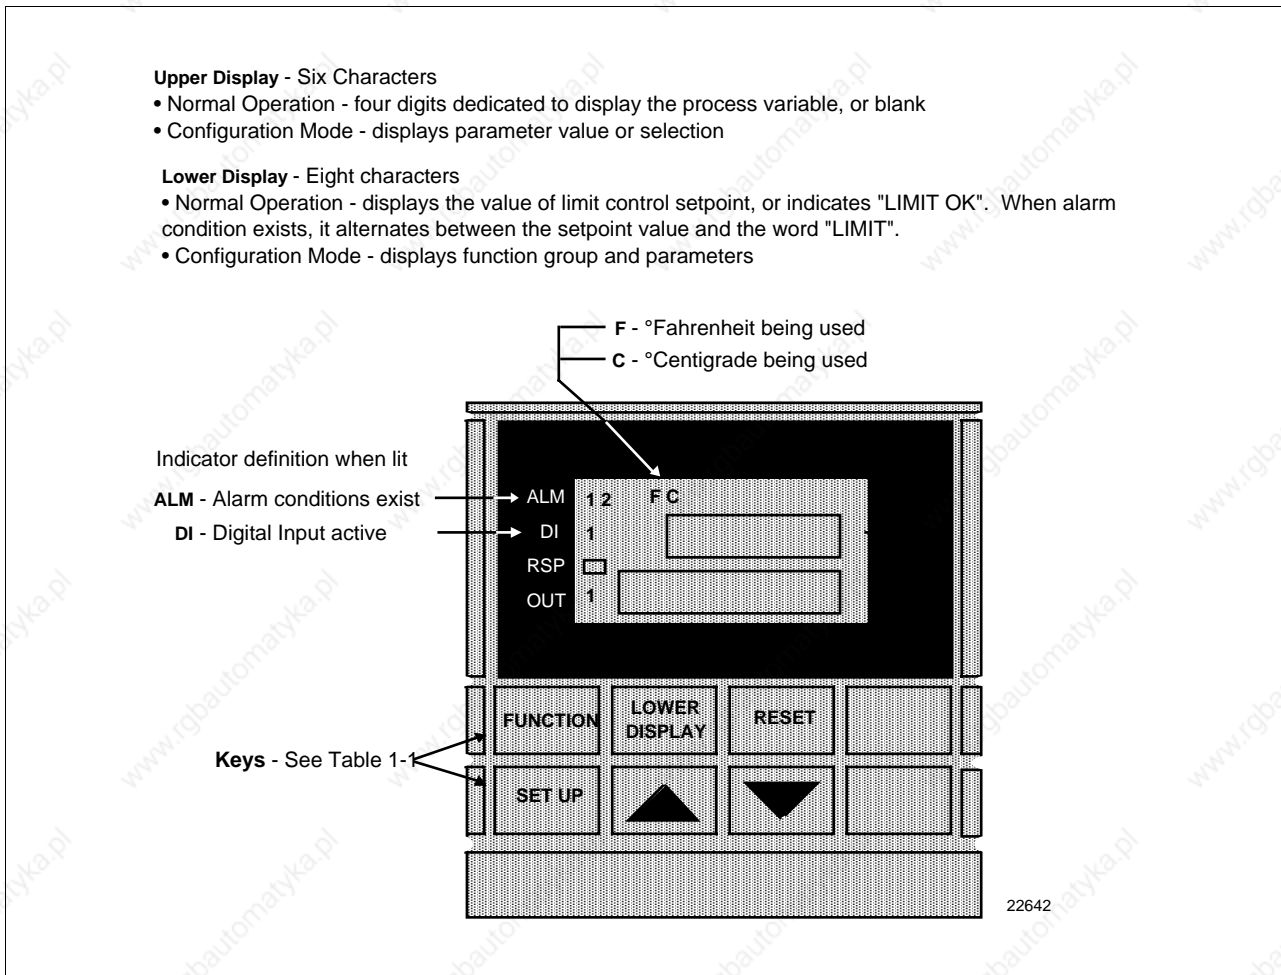 Upper Display - Six Characters
• Normal Operation - four digits dedicated to display the process variable, or blank
• Configuration Mode - displays parameter value or selection
Lower Display - Eight characters
• Normal Operation - displays the value of limit control setpoint, or indicates "LIMIT OK". When alarm
condition exists, it alternates between the setpoint value and the word "LIMIT".
• Configuration Mode - displays function group and parameters
F - °Fahrenheit being used
C - °Centigrade being used
Indicator definition when lit
ALM - Alarm conditions exist
DI - Digital Input active
ALM 1 2 F C
DI 1
RSP
OUT 1
FUNCTION
LOWER
DISPLAY
RESET
Keys - See Table 1-1
SET UP
22642
www.rgbautomatyka.pl